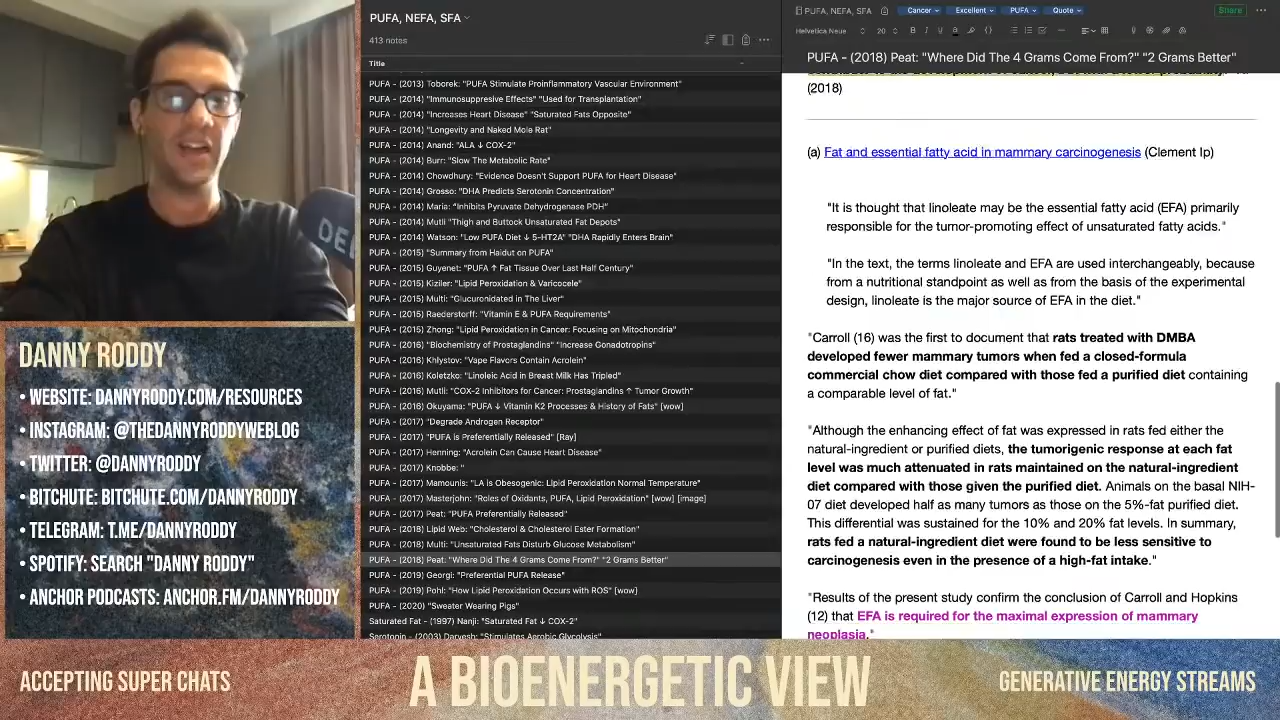 DE
DANNY RODDY
• WEBSITE: DANNYRODDY.COM/RESOURCES
• INSTAGRAM: @THEDANNYRODDYWEBLOG
• TWITTER: @DANNYRODDY
• BITCHUTE: BITCHUTE.COM/DANNYRODDY
• TELEGRAM: T.ME/DANNYRODDY
• SPOTIFY: SEARCH "DANNY RODDY"
• ANCHOR PODCASTS: ANCHOR.FM/DANNYRODDY
PUFA, NEFA, SFA
413 notes
Title
PUFA - (2013) Toborek: "PUFA Stimulate Proinflammatory Vascular Environment"
PUFA - (2014) "Immunosuppresive Effects" "Used for Transplantation"
PUFA - (2014) "Increases Heart Disease" "Saturated Fats Opposite"
PUFA - (2014) "Longevity and Naked Mole Rat"
PUFA - (2014) Anand: "ALA ↓ COX-2"
PUFA - (2014) Burr: "Slow The Metabolic Rate"
PUFA - (2014) Chowdhury: "Evidence Doesn't Support PUFA for Heart Disease"
PUFA - (2014) Grosso: "DHA Predicts Serotonin Concentration"
PUFA - (2014) Maria: "Inhibits Pyruvate Dehydrogenase PDH"
PUFA - (2014) Mutli "Thigh and Buttock Unsaturated Fat Depots"
PUFA - (2014) Watson: "Low PUFA Diet ↓ 5-HT2A" "DHA Rapidly Enters Brain"
PUFA - (2015) "Summary from Haidut on PUFA"
PUFA - (2015) Guyenet: "PUFA ↑ Fat Tissue Over Last Half Century"
PUFA - (2015) Kiziler: "Lipid Peroxidation & Varicocele"
PUFA - (2015) Multi: "Glucuronidated in The Liver"
PUFA - (2015) Raederstorff: "Vitamin E & PUFA Requirements"
PUFA - (2015) Zhong: "Lipid Peroxidation in Cancer: Focusing on Mitochondria"
PUFA - (2016) "Biochemistry of Prostaglandins" "Increase Gonadotropins"
PUFA - (2016) Khlystov: "Vape Flavors Contain Acrolein"
PUFA - (2016) Koletzko: "Linoleic Acid in Breast Milk Has Tripled"
PUFA - (2016) Mutil: "COX-2 Inhibitors for Cancer: Prostaglandins ↑ Tumor Growth"
PUFA - (2016) Okuyama: "PUFA ↓ Vitamin K2 Processes & History of Fats" [wow]
PUFA - (2017) "Degrade Androgen Receptor"
PUFA - (2017) "PUFA is Preferentially Released" [Ray]
PUFA - (2017) Henning: "Acrolein Can Cause Heart Disease"
PUFA - (2017) Knobbe: "
PUFA - (2017) Mamounis: "LA is Obesogenic: Lipid Peroxidation Normal Temperature"
PUFA - (2017) Masterjohn: "Roles of Oxidants, PUFA, Lipid Peroxidation" [wow] [image]
PUFA - (2017) Peat: "PUFA Preferentially Released"
PUFA - (2018) Lipid Web: "Cholesterol & Cholesterol Ester Formation"
PUFA - (2018) Multi: "Unsaturated Fats Disturb Glucose Metabolism"
PUFA - (2018) Peat: "Where Did The 4 Grams Come From?" "2 Grams Better"
PUFA - (2019) Georgi: "Preferential PUFA Release"
PUFA - (2019) Pohl: "How Lipid Peroxidation Occurs with ROS" [wow]
PUFA - (2020) "Sweater Wearing Pigs"
Saturated Fat - (1997) Nanji: "Saturated Fat ↓ COX-2"
Serotonin - (2003) Darvesh: "Stimulates Aerobic Glycolysis"
PUFA, NEFA, SFA Cancer Excellent PUFA Quote Share
Helvetica Neue 20 B I U a
PUFA - (2018) Peat: "Where Did The 4 Grams Come From?" "2 Grams Better"
(2018)
(a) Fat and essential fatty acid in mammary carcinogenesis (Clement Ip)
"It is thought that linoleate may be the essential fatty acid (EFA) primarily
responsible for the tumor-promoting effect of unsaturated fatty acids."
"In the text, the terms linoleate and EFA are used interchangeably, because
from a nutritional standpoint as well as from the basis of the experimental
design, linoleate is the major source of EFA in the diet."
"Carroll (16) was the first to document that rats treated with DMBA
developed fewer mammary tumors when fed a closed-formula
commercial chow diet compared with those fed a purified diet containing
a comparable level of fat."
"Although the enhancing effect of fat was expressed in rats fed either the
natural-ingredient or purified diets, the tumorigenic response at each fat
level was much attenuated in rats maintained on the natural-ingredient
diet compared with those given the purified diet. Animals on the basal NIH-
07 diet developed half as many tumors as those on the 5%-fat purified diet.
This differential was sustained for the 10% and 20% fat levels. In summary,
rats fed a natural-ingredient diet were found to be less sensitive to
carcinogenesis even in the presence of a high-fat intake."
"Results of the present study confirm the conclusion of Carroll and Hopkins
(12) that EFA is required for the maximal expression of mammary
neoplasia."
ACCEPTING SUPER CHATS
A BIOENERGETIC VIEW
GENERATIVE ENERGY STREAMS